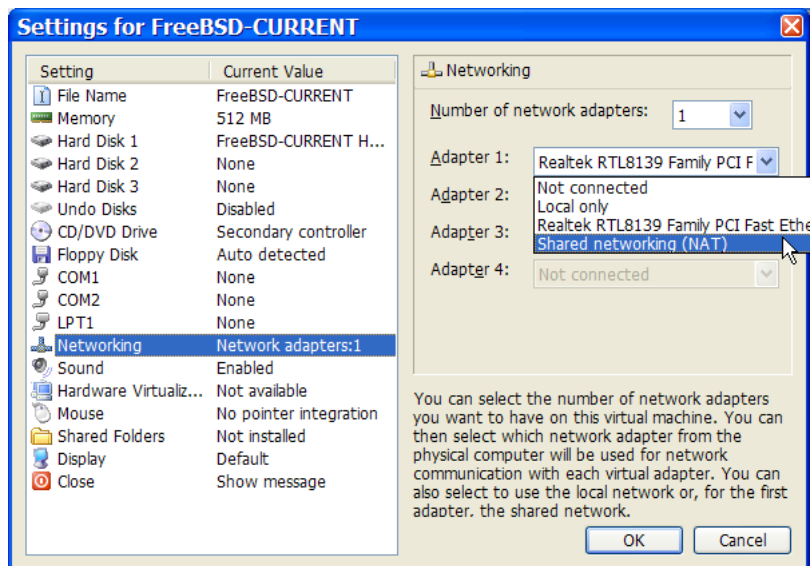 Settings for FreeBSD-CURRENT
Setting Current Value
File Name FreeBSD-CURRENT
Memory 512 MB
Hard Disk 1 FreeBSD-CURRENT H...
Hard Disk 2 None
Hard Disk 3 None
Undo Disks Disabled
CD/DVD Drive Secondary controller
Floppy Disk Auto detected
COM1 None
COM2 None
LPT1 None
Networking Network adapters:1
Sound Enabled
Hardware Virtualiz... Not available
Mouse No pointer integration
Shared Folders Not installed
Display Default
Close Show message
Networking
Number of network adapters: 1
Adapter 1: Realtek RTL8139 Family PCI F
Not connected
Adapter 2:
Local only
Realtek RTL8139 Family PCI Fast Ethe
Adapter 3:
Shared networking (NAT)
Adapter 4: Not connected
You can select the number of network adapters
you want to have on this virtual machine. You can
then select which network adapter from the
physical computer will be used for network
communication with each virtual adapter. You can
also select to use the local network or, for the first
adapter, the shared network.
OK Cancel